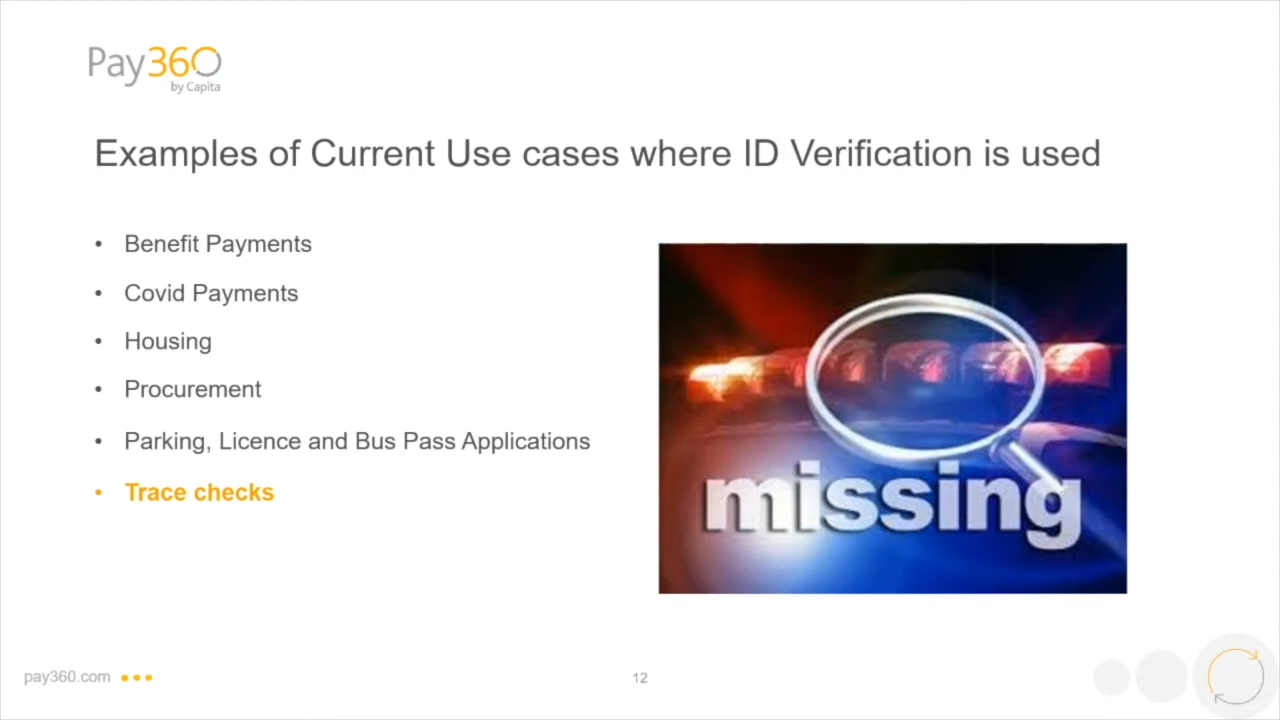 Pay360
by Capita
Examples of Current Use cases where ID Verification is used
• Benefit Payments
• Covid Payments
• Housing
• Procurement
• Parking, Licence and Bus Pass Applications
• Trace checks
missing
pay360.com
12